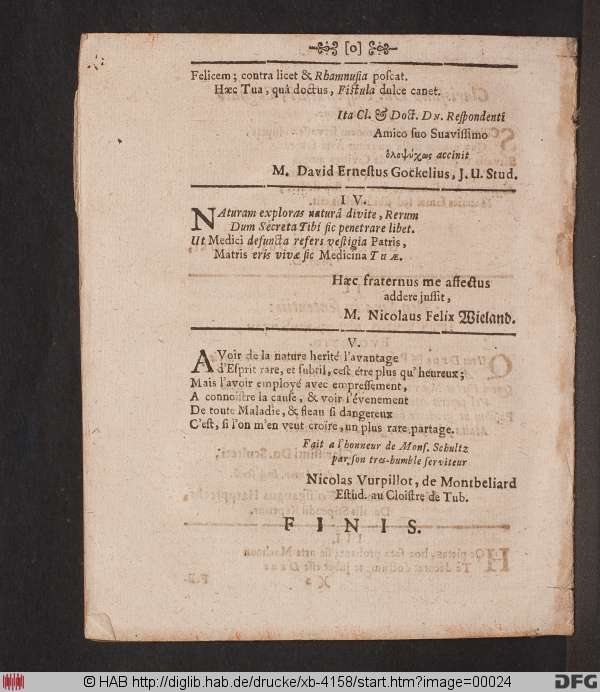 [0]
Felicem; contra licet & Rhamnuſia poſcat.
Hæc Tua, quâ doctus, Fiſtula dulce canet.
Ita Cl. & Doct. Dn. Reſpondenti
Amico ſuo Suaviſſimo
ὁλοψύχως accinit
M. David Erneſtus Gockelius, J. U. Stud.
IV.
NAturam exploras naturâ divite, Rerum
Dum Secreta Tibi ſic penetrare libet.
Ut Medici defuncta refers veſtigia Patris,
Matris eris vivæ ſic Medicina TUÆ.
Hæc fraternus me affectus
addere juſſit,
M. Nicolaus Felix Wieland.
V.
AVoir de la nature herité l'avantage
d'Eſprit rare, et ſubtil, ceſt étre plus qu'heureux;
Mais l'avoir employé avec empreſſement,
A connoiſtre la cauſe, & voir l'évenement
De toute Maladie, & fleau ſi dangereux
C'eſt, ſi l'on m'en veut croire, un plus rare partage.
Fait a l'honneur de Monſ. Schultz
par ſon tres-humble ſerviteur
Nicolas Vurpillot, de Montbeliard
Eſtud. au Cloiſtre de Tub.
FINIS.
© HAB http://diglib.hab.de/drucke/xb-4158/start.htm?image=00024
DFG